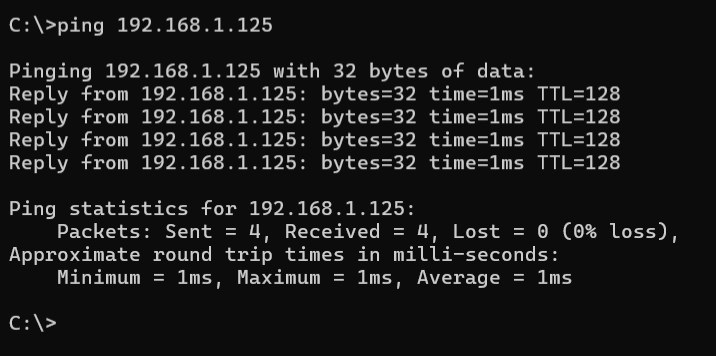 C:\>ping 192.168.1.125
Pinging 192.168.1.125 with 32 bytes of data:
Reply from 192.168.1.125: bytes=32 time=1ms TTL=128
Reply from 192.168.1.125: bytes=32 time=1ms TTL=128
Reply from 192.168.1.125: bytes=32 time=1ms TTL=128
Reply from 192.168.1.125: bytes=32 time=1ms TTL=128
Ping statistics for 192.168.1.125:
    Packets: Sent = 4, Received = 4, Lost = 0 (0% loss),
Approximate round trip times in milli-seconds:
    Minimum = 1ms, Maximum = 1ms, Average = 1ms
C:\>